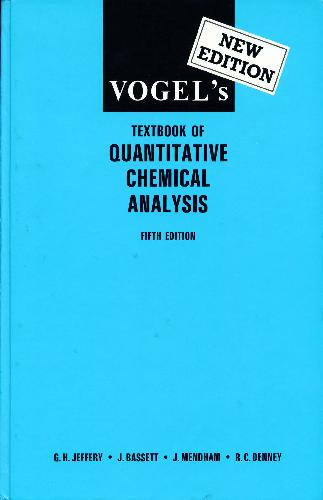 NEW
EDITION
VOGEL's
TEXTBOOK OF
QUANTITATIVE
CHEMICAL
ANALYSIS
FIFTH EDITION
G. H. JEFFERY • J. BASSETT • J. MENDHAM • R. C. DENNEY